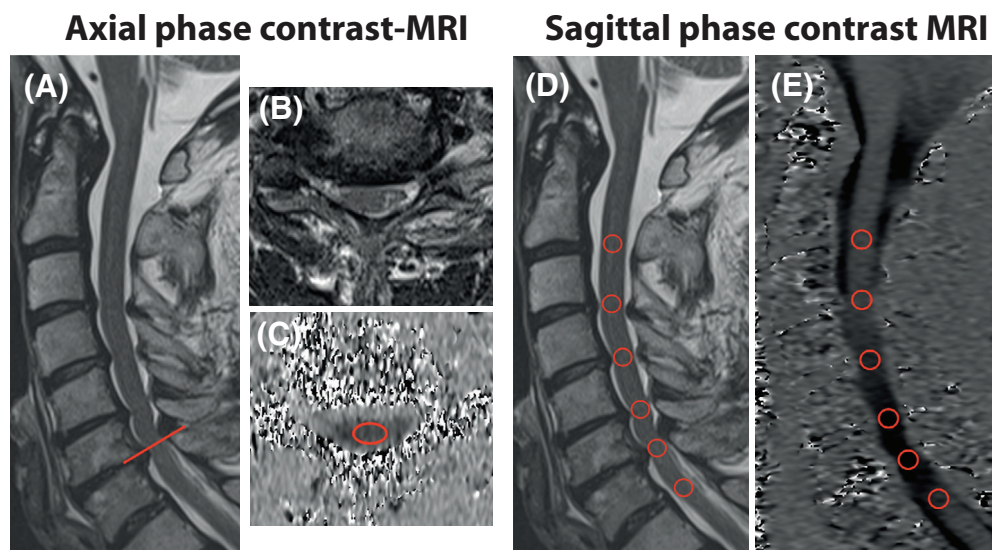 Axial phase contrast-MRI
Sagittal phase contrast MRI
(A)
(B)
(C)
(D)
(E)